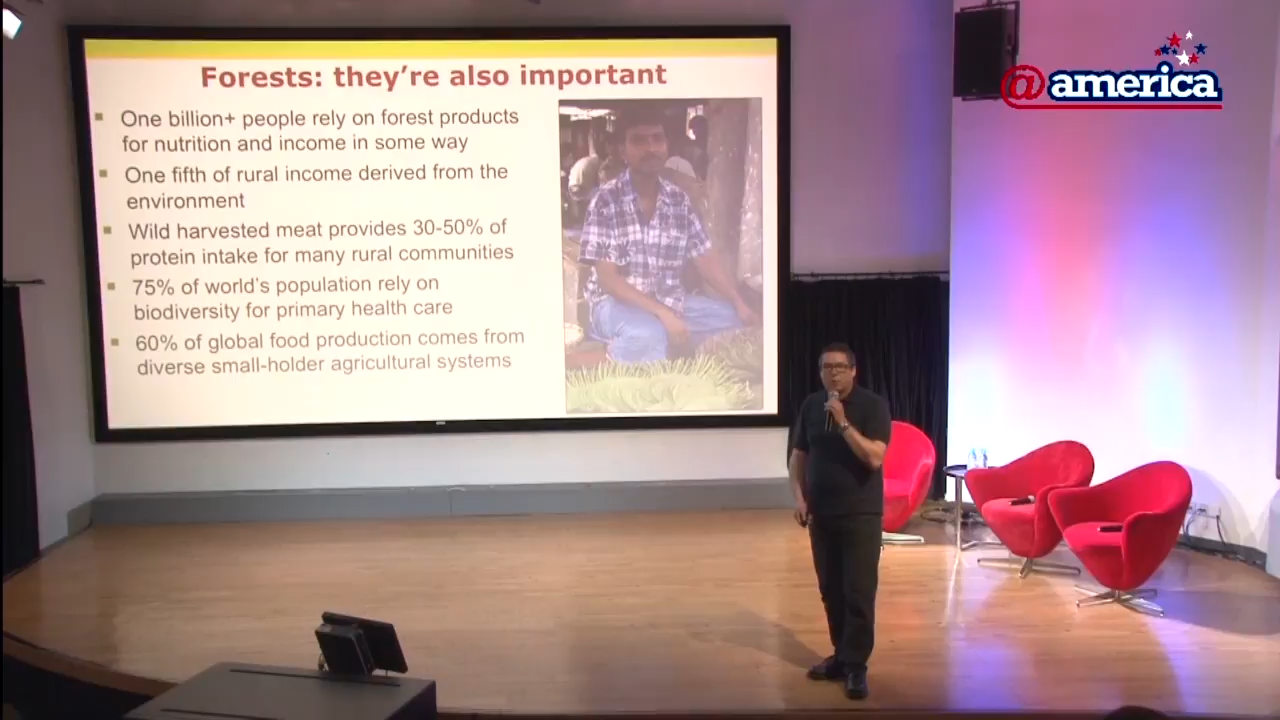 Forests: they're also important
One billion+ people rely on forest products
for nutrition and income in some way
One fifth of rural income derived from the
environment
Wild harvested meat provides 30-50% of
protein intake for many rural communities
75% of world's population rely on
biodiversity for primary health care
60% of global food production comes from
diverse small-holder agricultural systems
@america